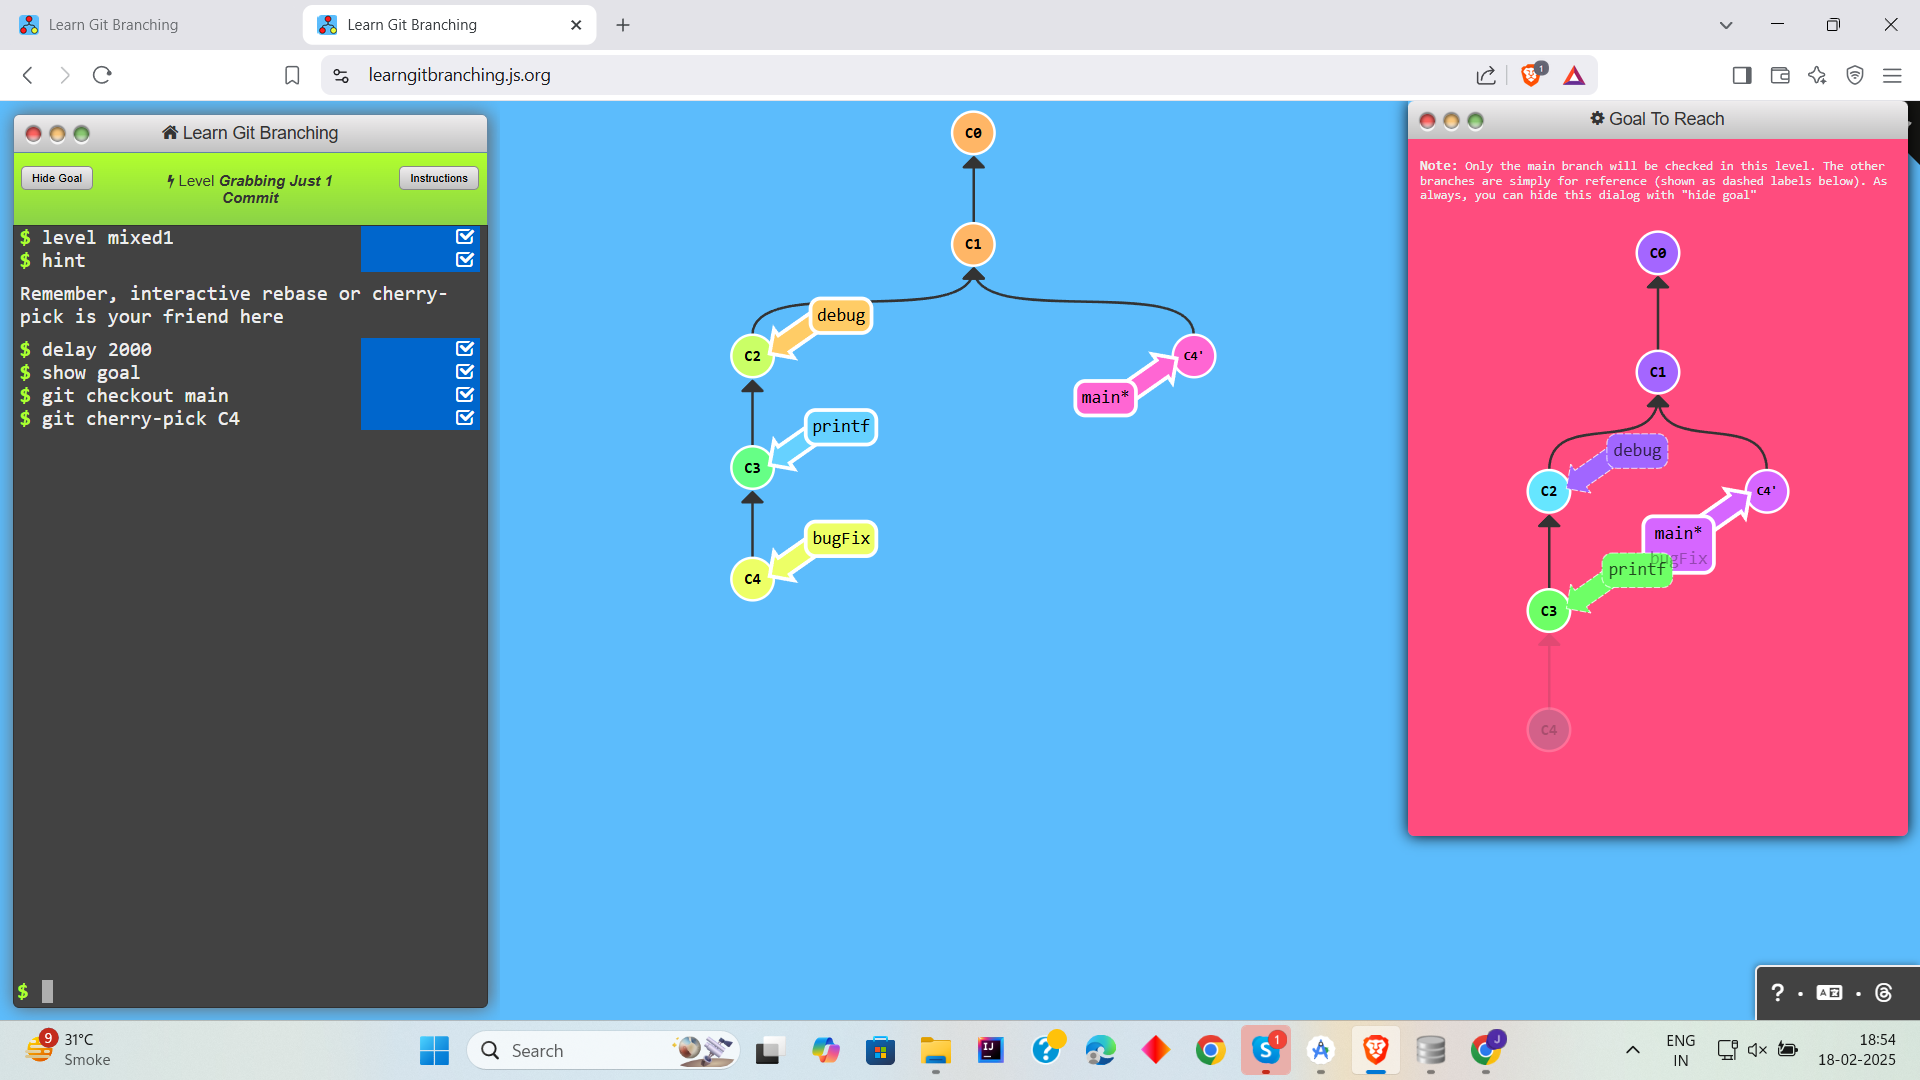 Learn Git Branching
Learn Git Branching
learngitbranching.js.org
1
Learn Git Branching
Hide Goal
Level Grabbing Just 1
Commit
Instructions
$ level mixed1
$ hint
Remember, interactive rebase or cherry-
pick is your friend here
$ delay 2000
$ show goal
$ git checkout main
$ git cherry-pick C4
$
C0
C1
debug
C2
C4'
main*
printf
C3
bugFix
C4
Goal To Reach
Note: Only the main branch will be checked in this level. The other
branches are simply for reference (shown as dashed labels below). As
always, you can hide this dialog with "hide goal"
C0
C1
debug
C2
C4'
main*
bugFix
printf
C3
C4
?
9
31°C
Smoke
Search
IJ
1
J
ENG
IN
18:54
18-02-2025